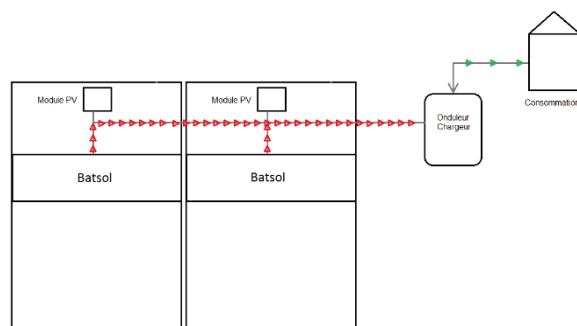 Module PV
Module PV
Onduleur
Chargeur
Consommation
Batsol
Batsol